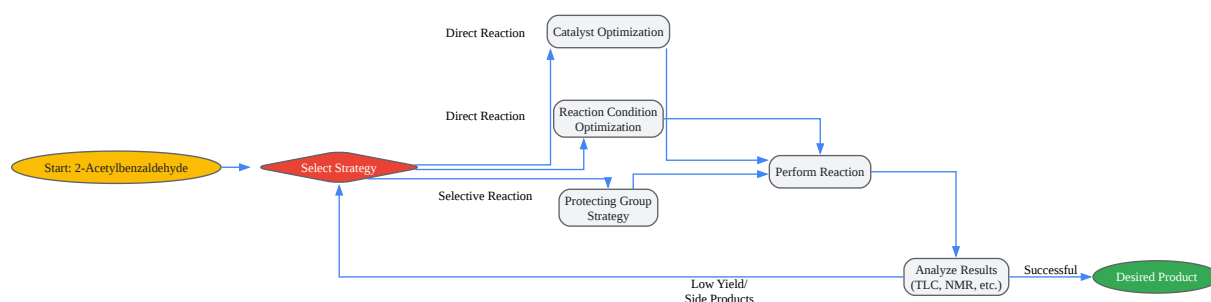 Direct Reaction
Catalyst Optimization
Direct Reaction
Reaction Condition
Optimization
Start: 2-Acetylbenzaldehyde
Select Strategy
Perform Reaction
Selective Reaction
Protecting Group
Strategy
Analyze Results
(TLC, NMR, etc.)
Successful
Desired Product
Low Yield/
Side Products